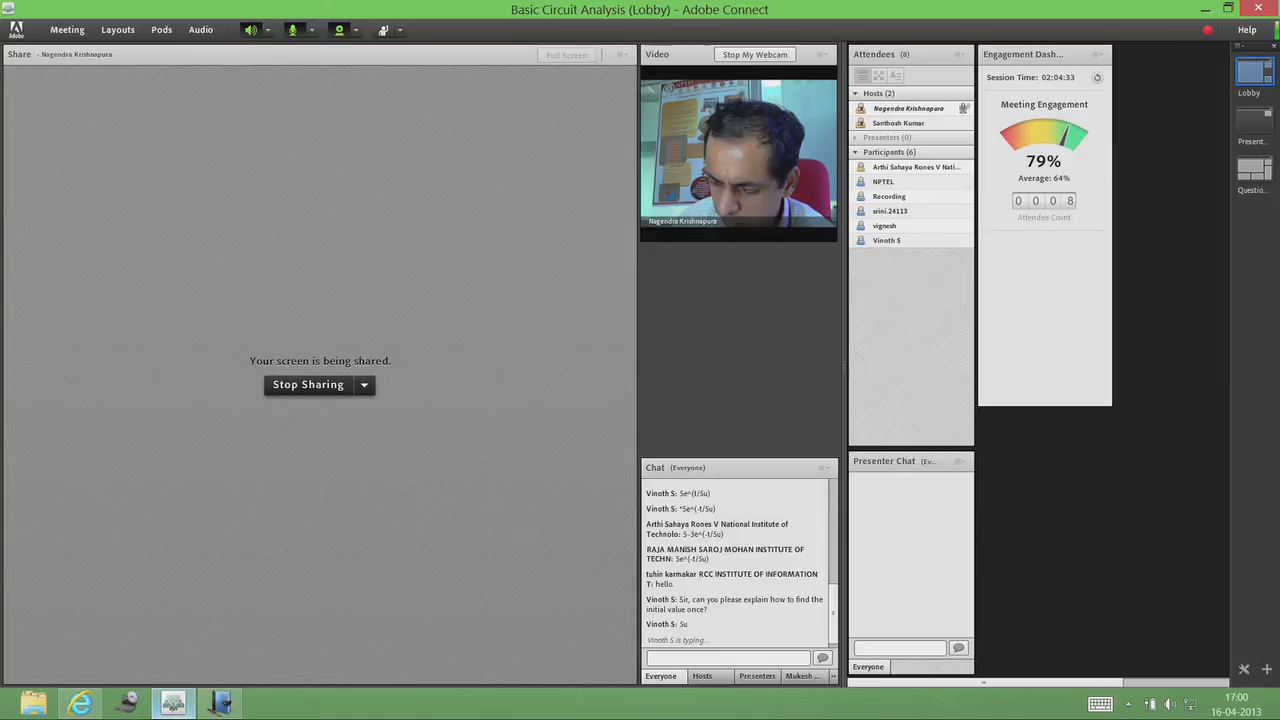 Basic Circuit Analysis (Lobby) - Adobe Connect
Adobe
Meeting
Layouts
Pods
Audio
Help
Share - Nagendra Krishnapura
Full Screen
Your screen is being shared.
Stop Sharing
Video
Stop My Webcam
Nagendra Krishnapura
Chat (Everyone)
Vinoth S: 5e^(t/5u)
Vinoth S: *5e^(-t/5u)
Arthi Sahaya Rones V National Institute of
Technolo: 5-3e^(-t/5u)
RAJA MANISH SAROJ MOHAN INSTITUTE OF
TECHN: 5e^(-t/5u)
tuhin karmakar RCC INSTITUTE OF INFORMATION
T: hello.
Vinoth S: Sir, can you please explain how to find the
initial value once?
Vinoth S: 5u
Vinoth S is typing...
Everyone
Hosts
Presenters
Mukesh ...
Attendees (8)
Hosts (2)
Nagendra Krishnapura
Santhosh Kumar
Presenters (0)
Participants (6)
Arthi Sahaya Rones V Nati...
NPTEL
Recording
srini.24113
vignesh
Vinoth S
Presenter Chat (Ev...
Everyone
Engagement Dash...
Session Time: 02:04:33
Meeting Engagement
79%
Average: 64%
0 0 0 8
Attendee Count
Lobby
Present...
Questio...
17:00
16-04-2013